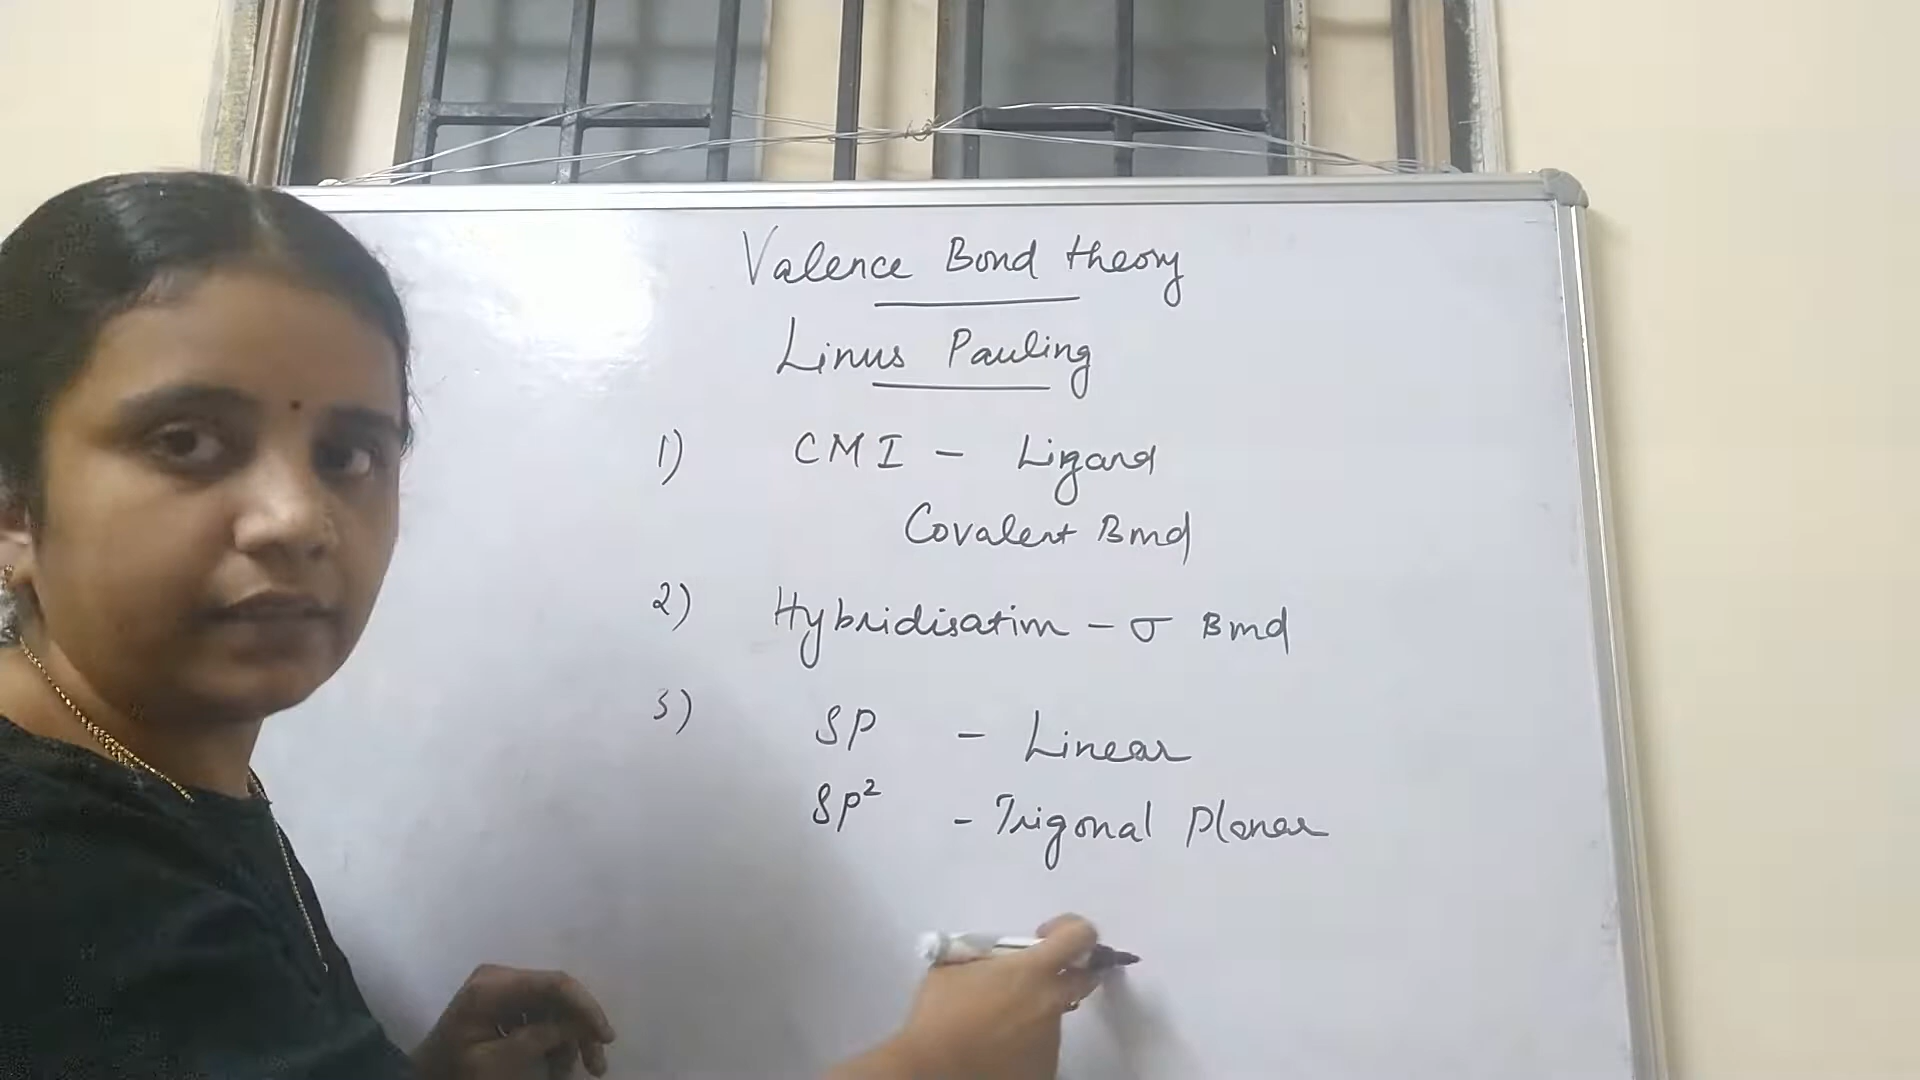 Valence Bond theory
Linus Pauling
1) CMI - Ligand
Covalent Bond
2) Hybridisation - σ Bond
3) SP - Linear
SP² - Trigonal Planar